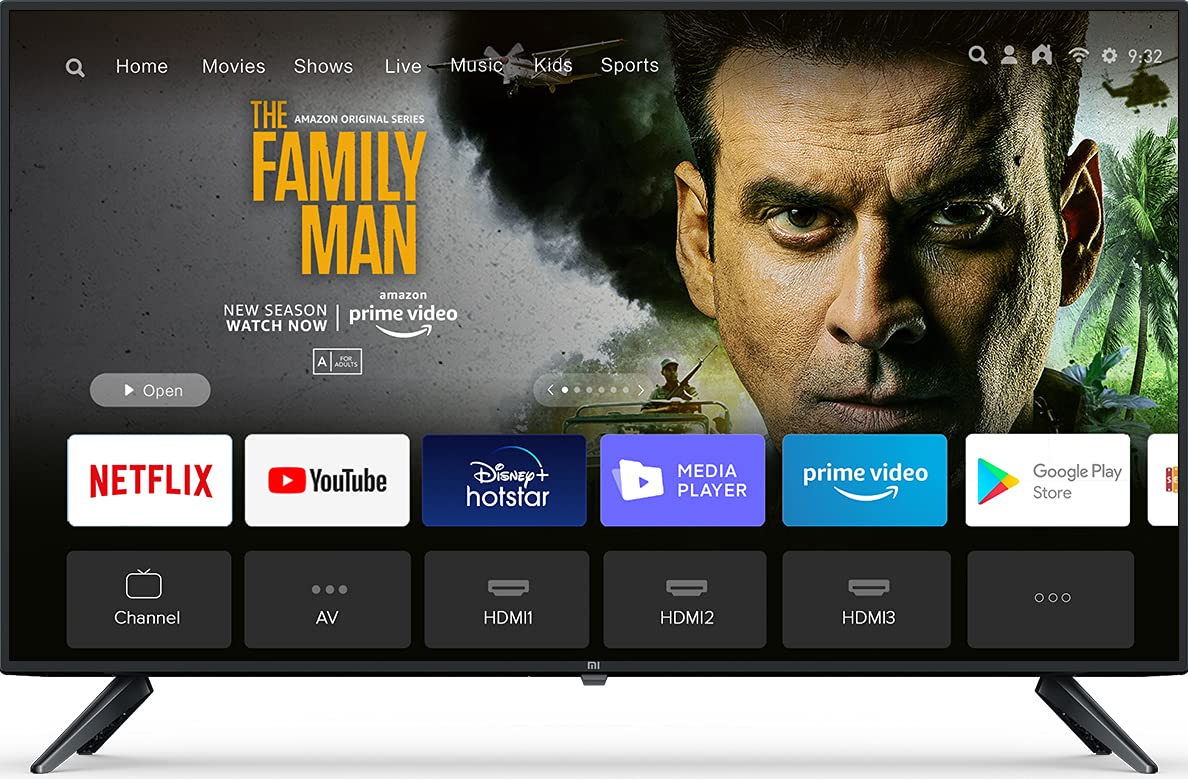 Home Movies Shows Live Music Kids Sports
9:32
THE
AMAZON ORIGINAL SERIES
FAMILY
MAN
NEW SEASON
WATCH NOW
amazon
prime video
A FOR
ADULTS
Open
NETFLIX
YouTube
Disney+
hotstar
MEDIA
PLAYER
prime video
Google Play
Store
Channel
AV
HDMI1
HDMI2
HDMI3
MI